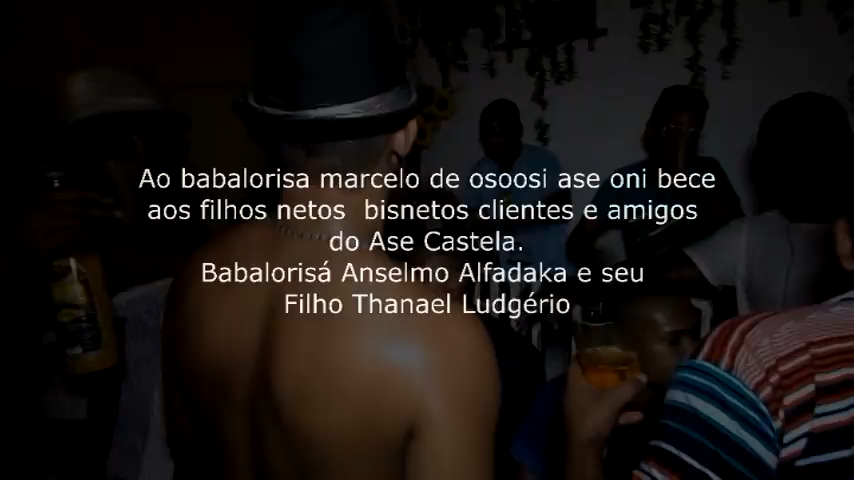 Ao babalorisa marcelo de osoosi ase oni bece
aos filhos netos bisnetos clientes e amigos
do Ase Castela.
Babalorisá Anselmo Alfadaka e seu
Filho Thanael Ludgério